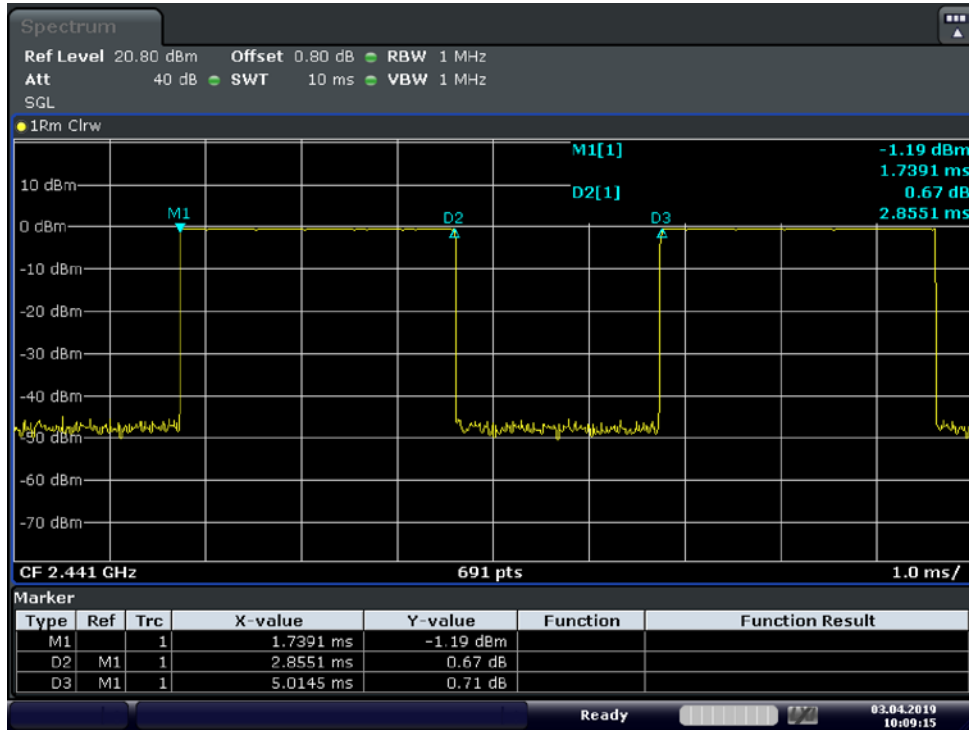 Spectrum
Ref Level 20.80 dBm Offset 0.80 dB RBW 1 MHz
Att 40 dB SWT 10 ms VBW 1 MHz
SGL
1Rm Clrw
M1[1] -1.19 dBm
1.7391 ms
10 dBm
D2[1] 0.67 dB
2.8551 ms
M1
D2
D3
0 dBm
-10 dBm
-20 dBm
-30 dBm
-40 dBm
-50 dBm
-60 dBm
-70 dBm
CF 2.441 GHz 691 pts 1.0 ms/
Marker
Type Ref Trc X-value Y-value Function Function Result
M1 1 1.7391 ms -1.19 dBm
D2 M1 1 2.8551 ms 0.67 dB
D3 M1 1 5.0145 ms 0.71 dB
Ready
03.04.2019
10:09:15